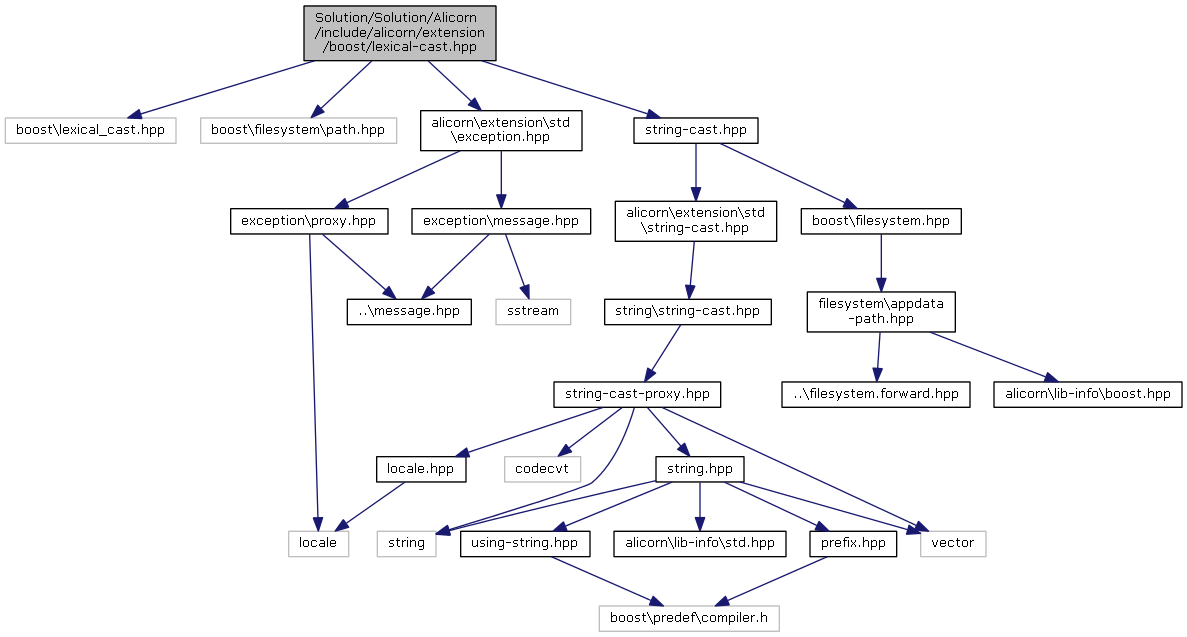 Solution/Solution/Alicorn
/include/alicorn/extension
/boost/lexical-cast.hpp
boost\lexical_cast.hpp
boost\filesystem\path.hpp
alicorn\extension\std
\exception.hpp
string-cast.hpp
exception\proxy.hpp
exception\message.hpp
alicorn\extension\std
\string-cast.hpp
boost\filesystem.hpp
..\message.hpp
sstream
string\string-cast.hpp
filesystem\appdata
-path.hpp
string-cast-proxy.hpp
..\filesystem.forward.hpp
alicorn\lib-info\boost.hpp
locale.hpp
codecvt
string.hpp
locale
string
using-string.hpp
alicorn\lib-info\std.hpp
prefix.hpp
vector
boost\predef\compiler.h